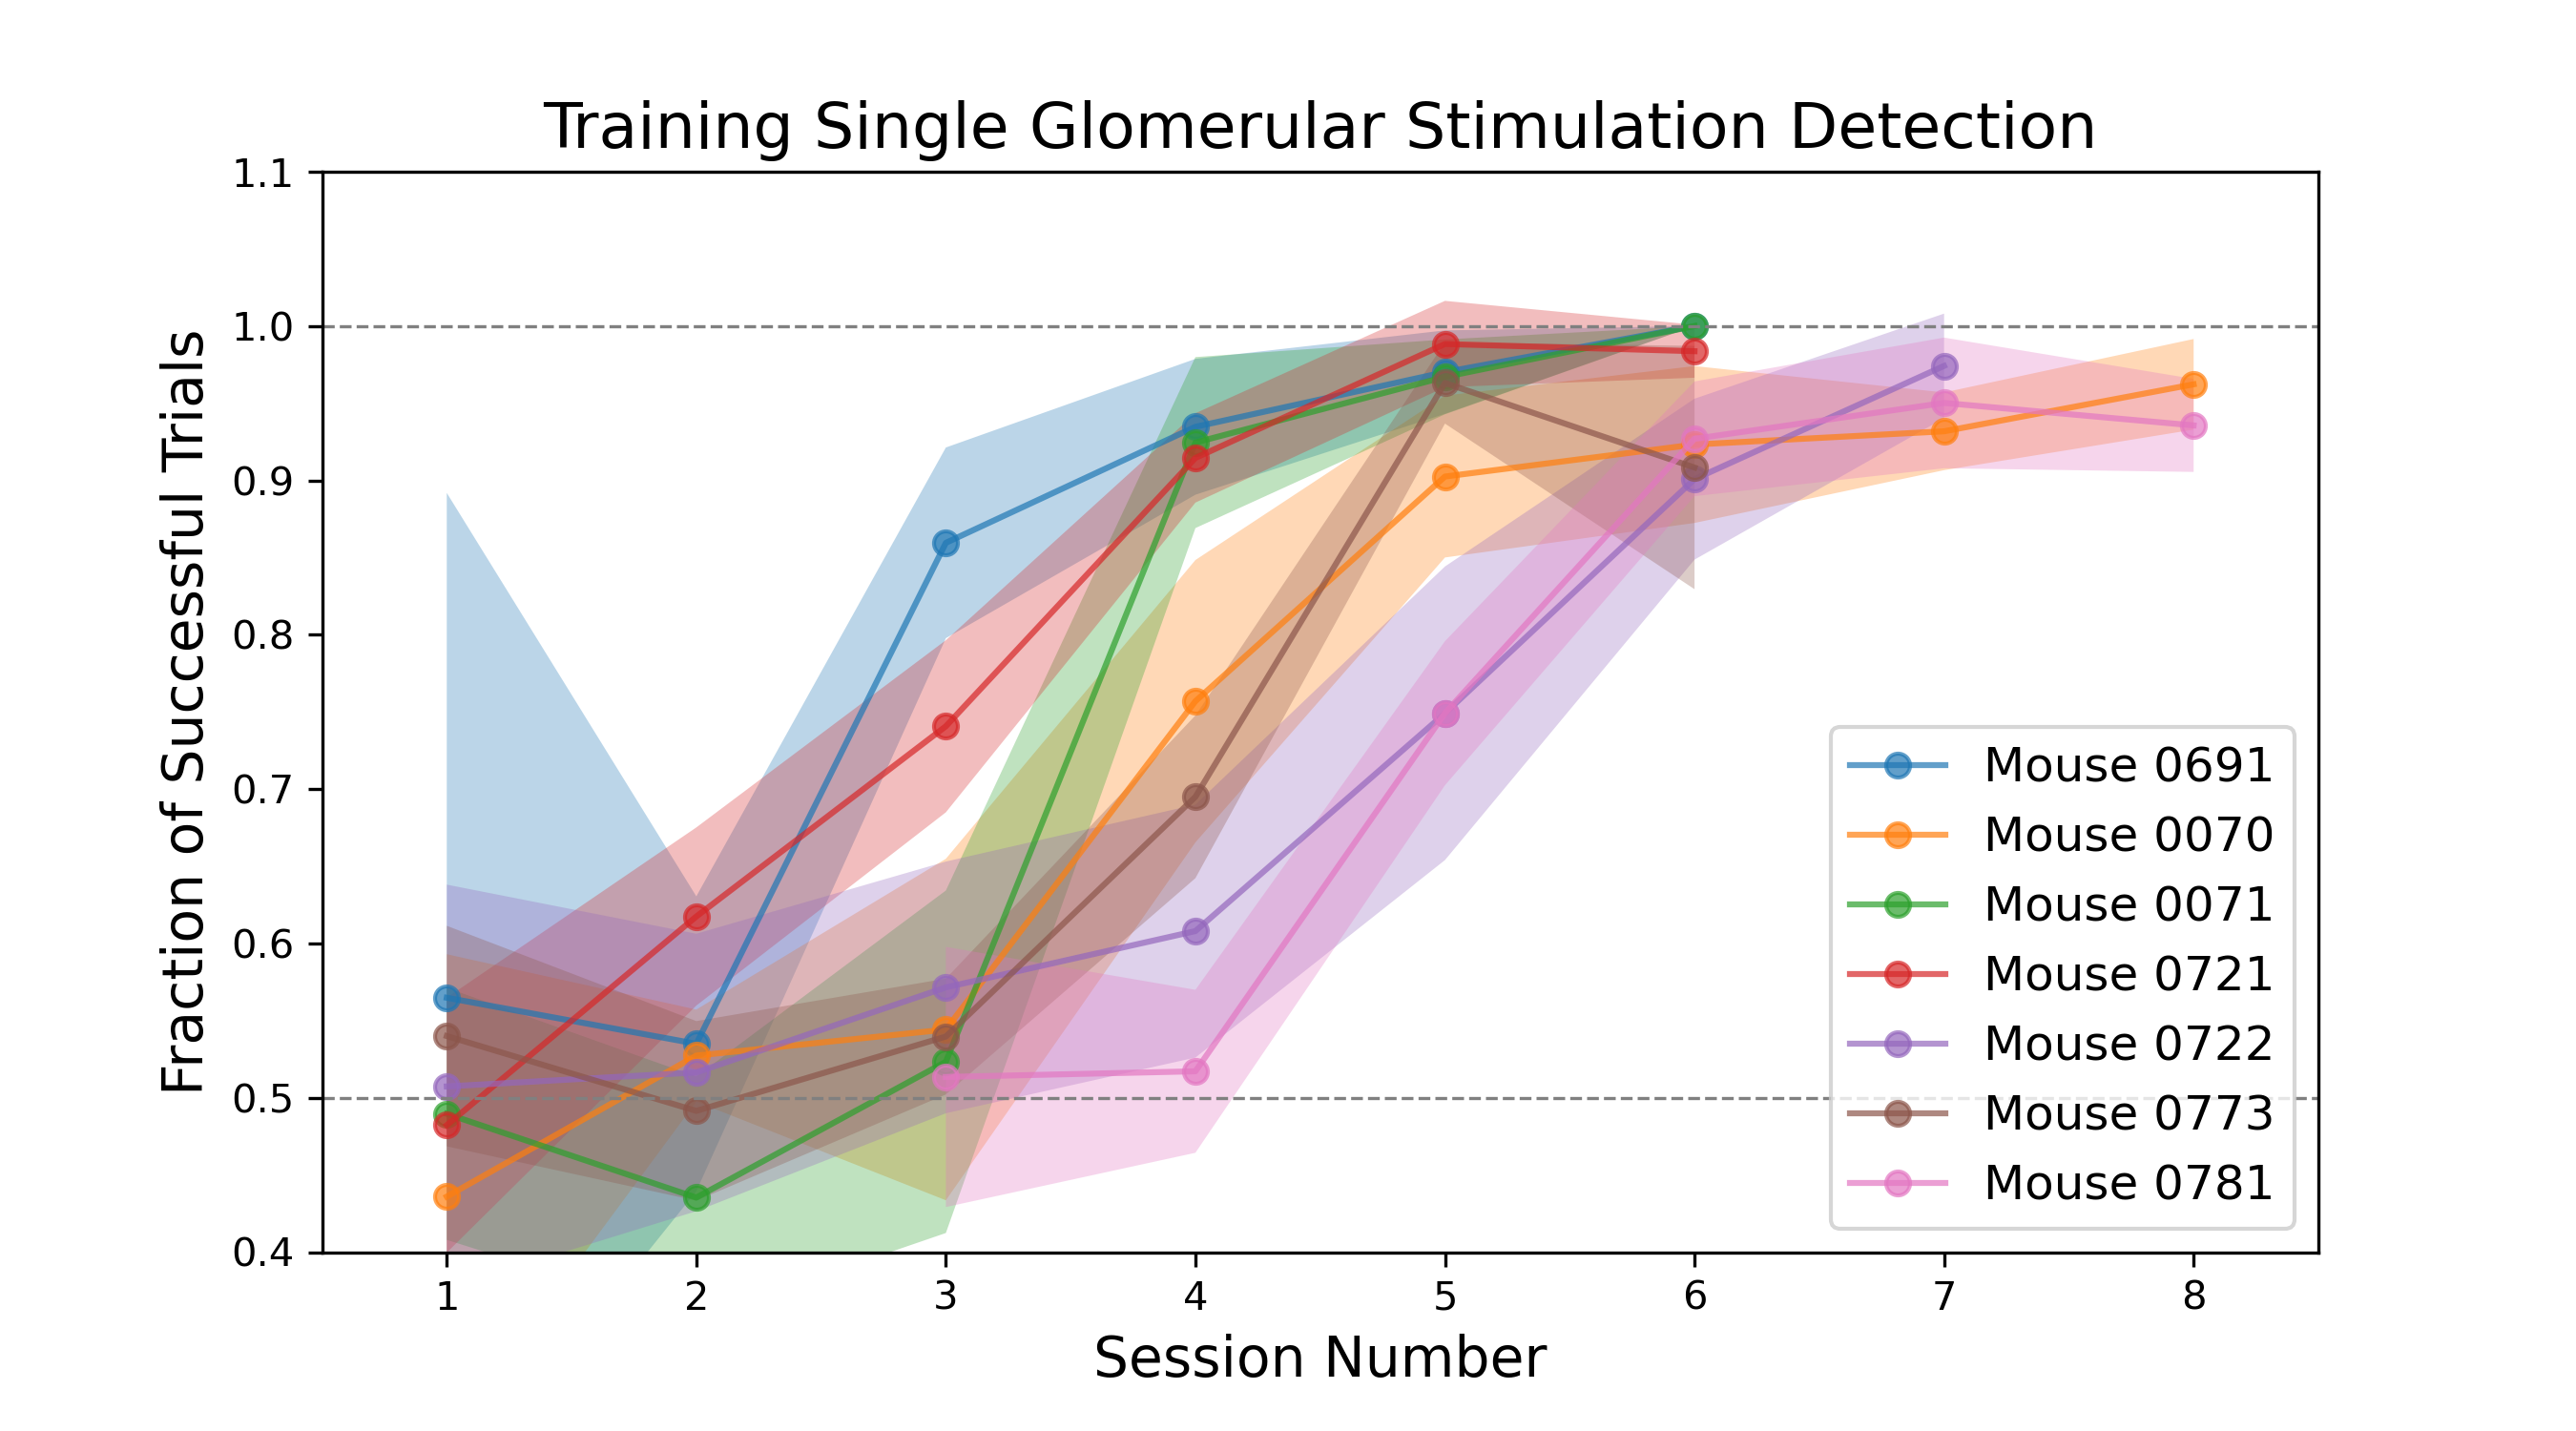 Training Single Glomerular Stimulation Detection
Fraction of Successful Trials
1.1
1.0
0.9
0.8
0.7
0.6
0.5
0.4
Mouse 0691
Mouse 0070
Mouse 0071
Mouse 0721
Mouse 0722
Mouse 0773
Mouse 0781
1 2 3 4 5 6 7 8
Session Number